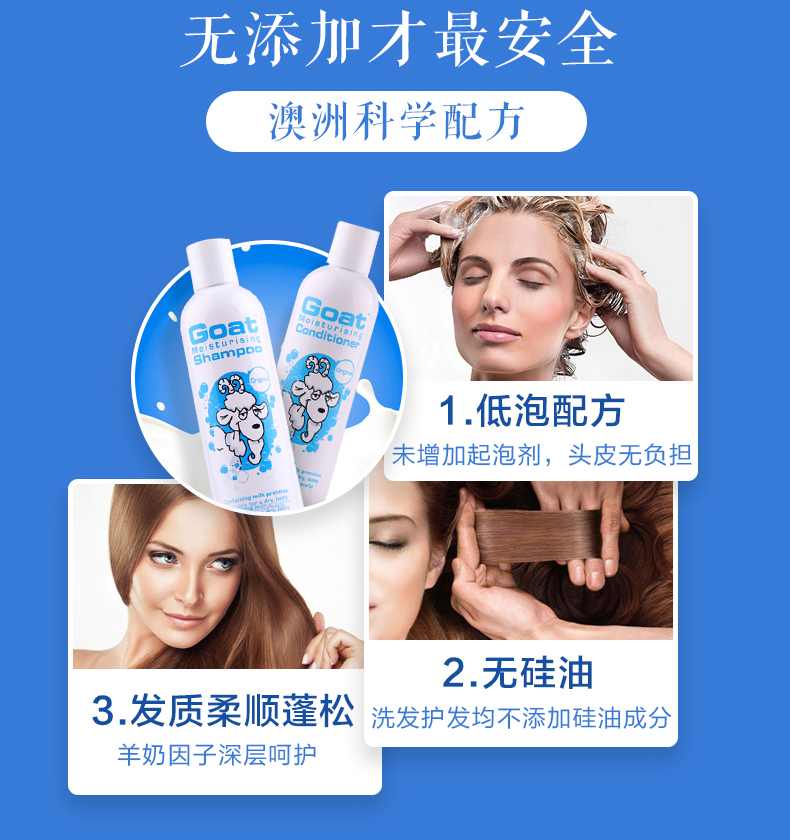 无添加才最安全
澳洲科学配方
Goat
Moisturising
Shampoo
Original
Goat
Moisturising
Conditioner
Original
1.低泡配方
未增加起泡剂，头皮无负担
2.无硅油
洗发护发均不添加硅油成分
3.发质柔顺蓬松
羊奶因子深层呵护